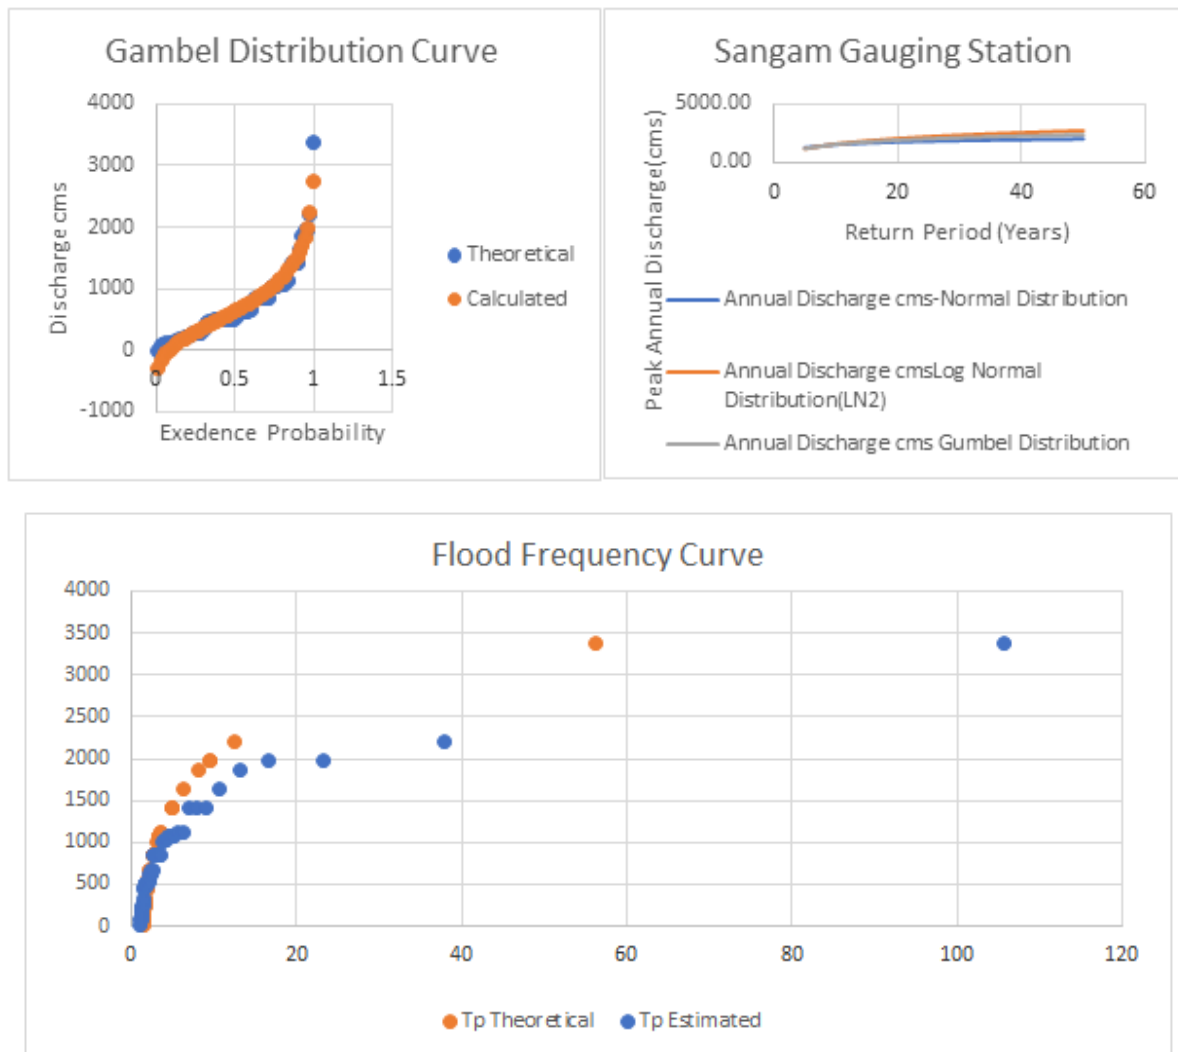 Gambel Distribution Curve
4000
3000
2000
1000
0
-1000
0 0.5 1 1.5
Discharge cms
Exedence Probability
Theoretical
Calculated
Sangam Gauging Station
5000.00
0.00
0 20 40 60
Peak Annual Discharge(cms)
Return Period (Years)
Annual Discharge cms-Normal Distribution
Annual Discharge cmsLog Normal
Distribution(LN2)
Annual Discharge cms Gumbel Distribution
Flood Frequency Curve
4000
3500
3000
2500
2000
1500
1000
500
0
0 20 40 60 80 100 120
Tp Theoretical Tp Estimated